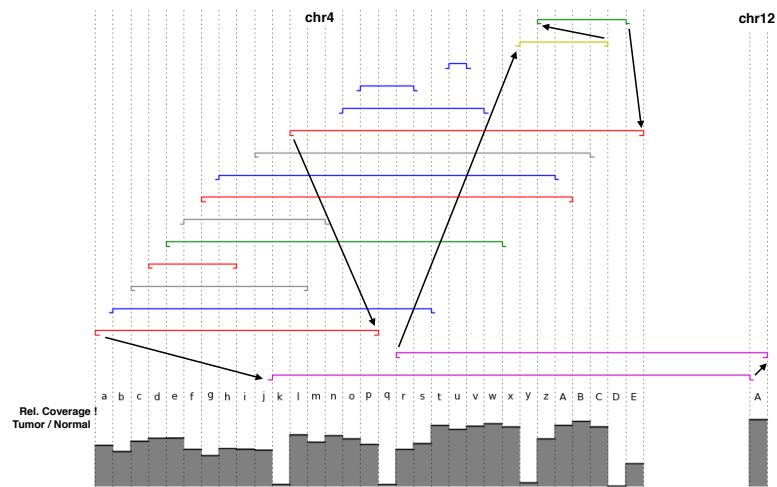 chr4 chr12
a b c d e f g h i j k l m n o p q r s t u v w x y z A B C D E A
Rel. Coverage !
Tumor / Normal